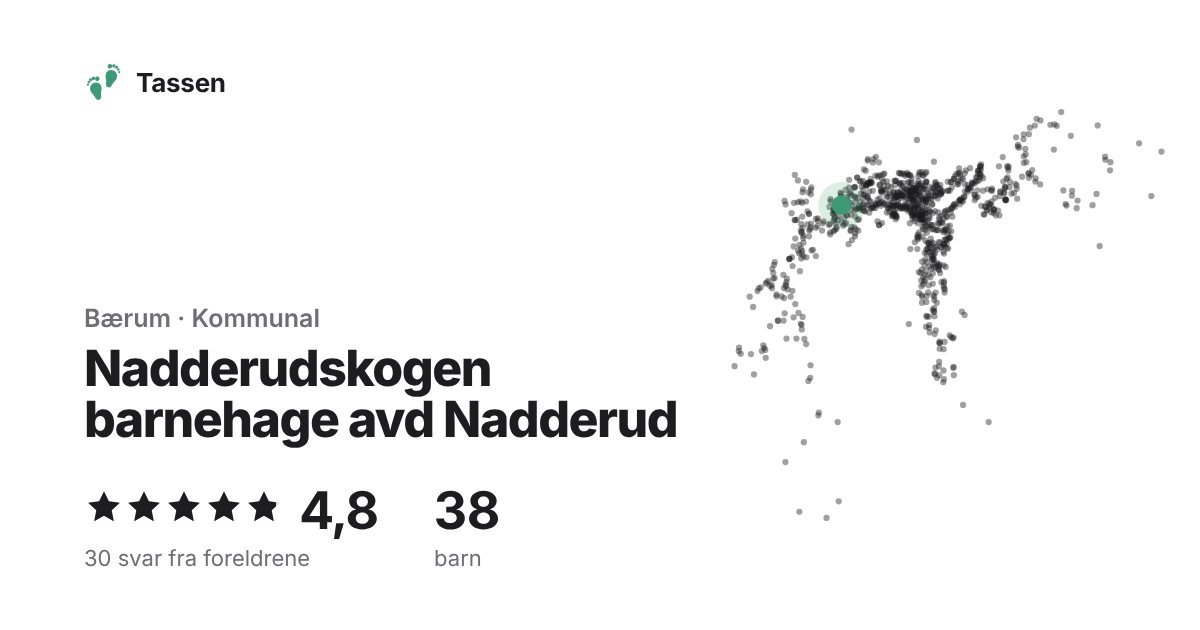 Tassen
Bærum · Kommunal
Nadderudskogen
barnehage avd Nadderud
4,8
38
30 svar fra foreldrene
barn